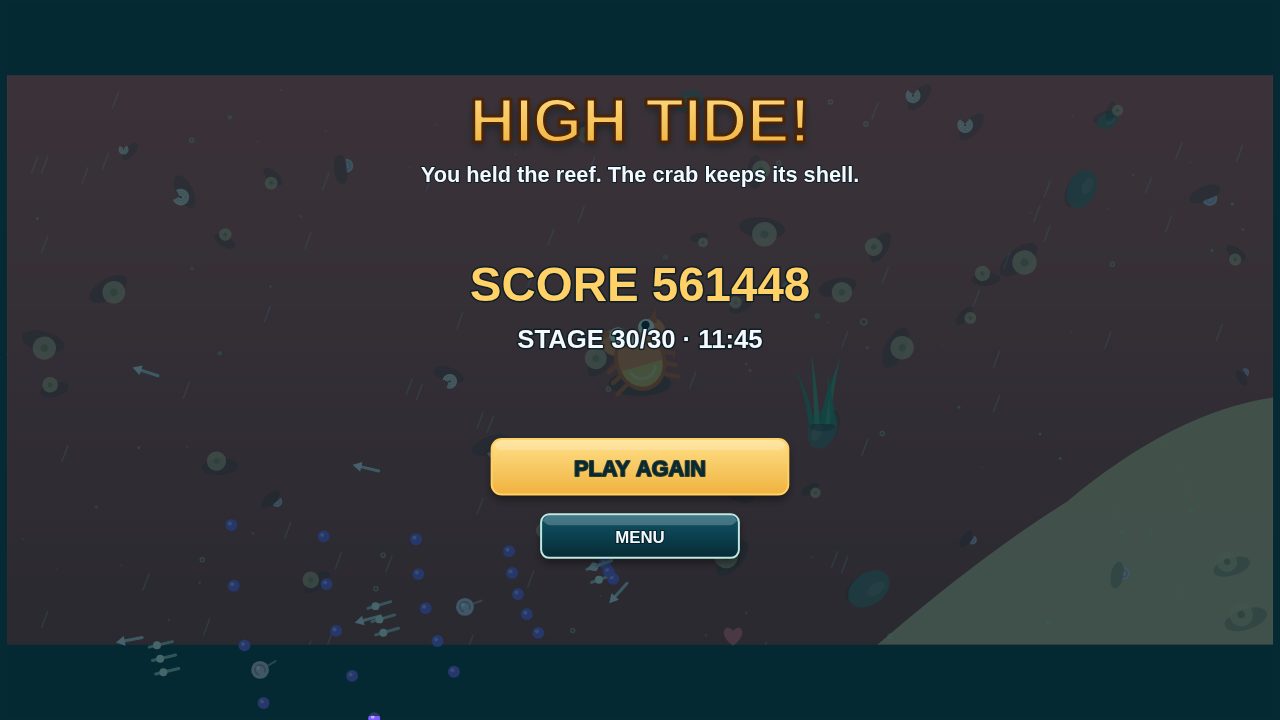 HIGH TIDE!
You held the reef. The crab keeps its shell.
SCORE 561448
STAGE 30/30 · 11:45
PLAY AGAIN
MENU